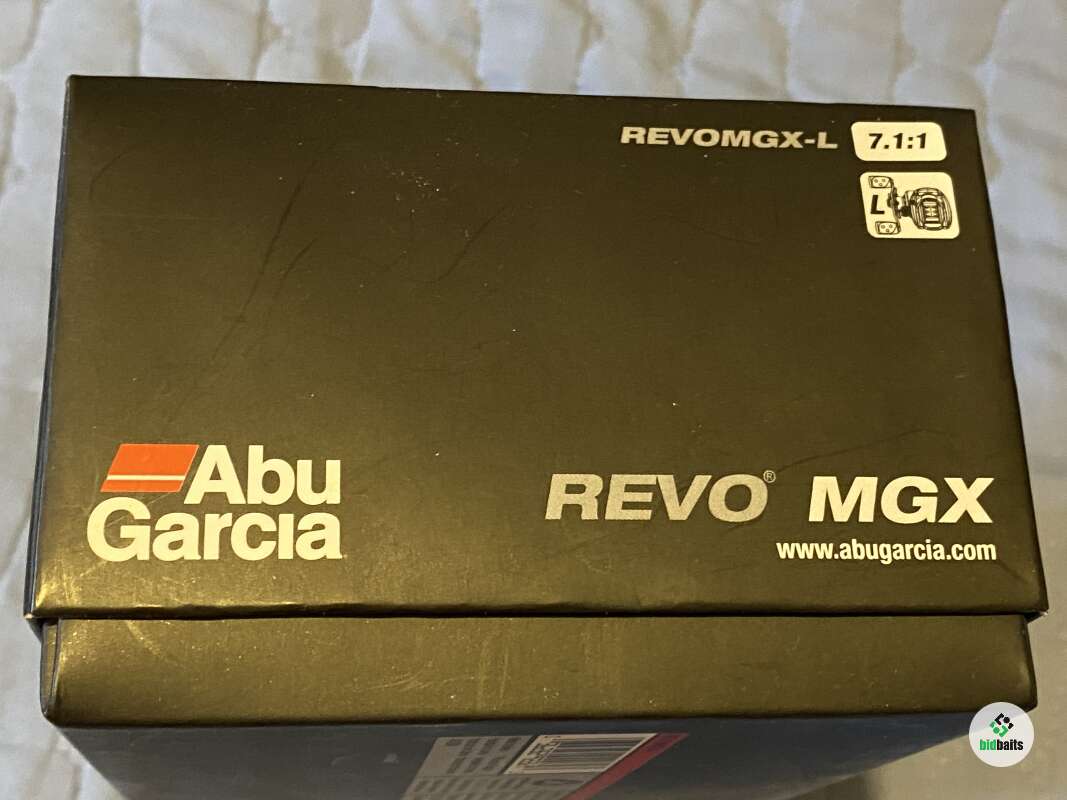 REVOMGX-L 7.1:1
L
Abu
Garcia
REVO® MGX
www.abugarcia.com
bidbaits